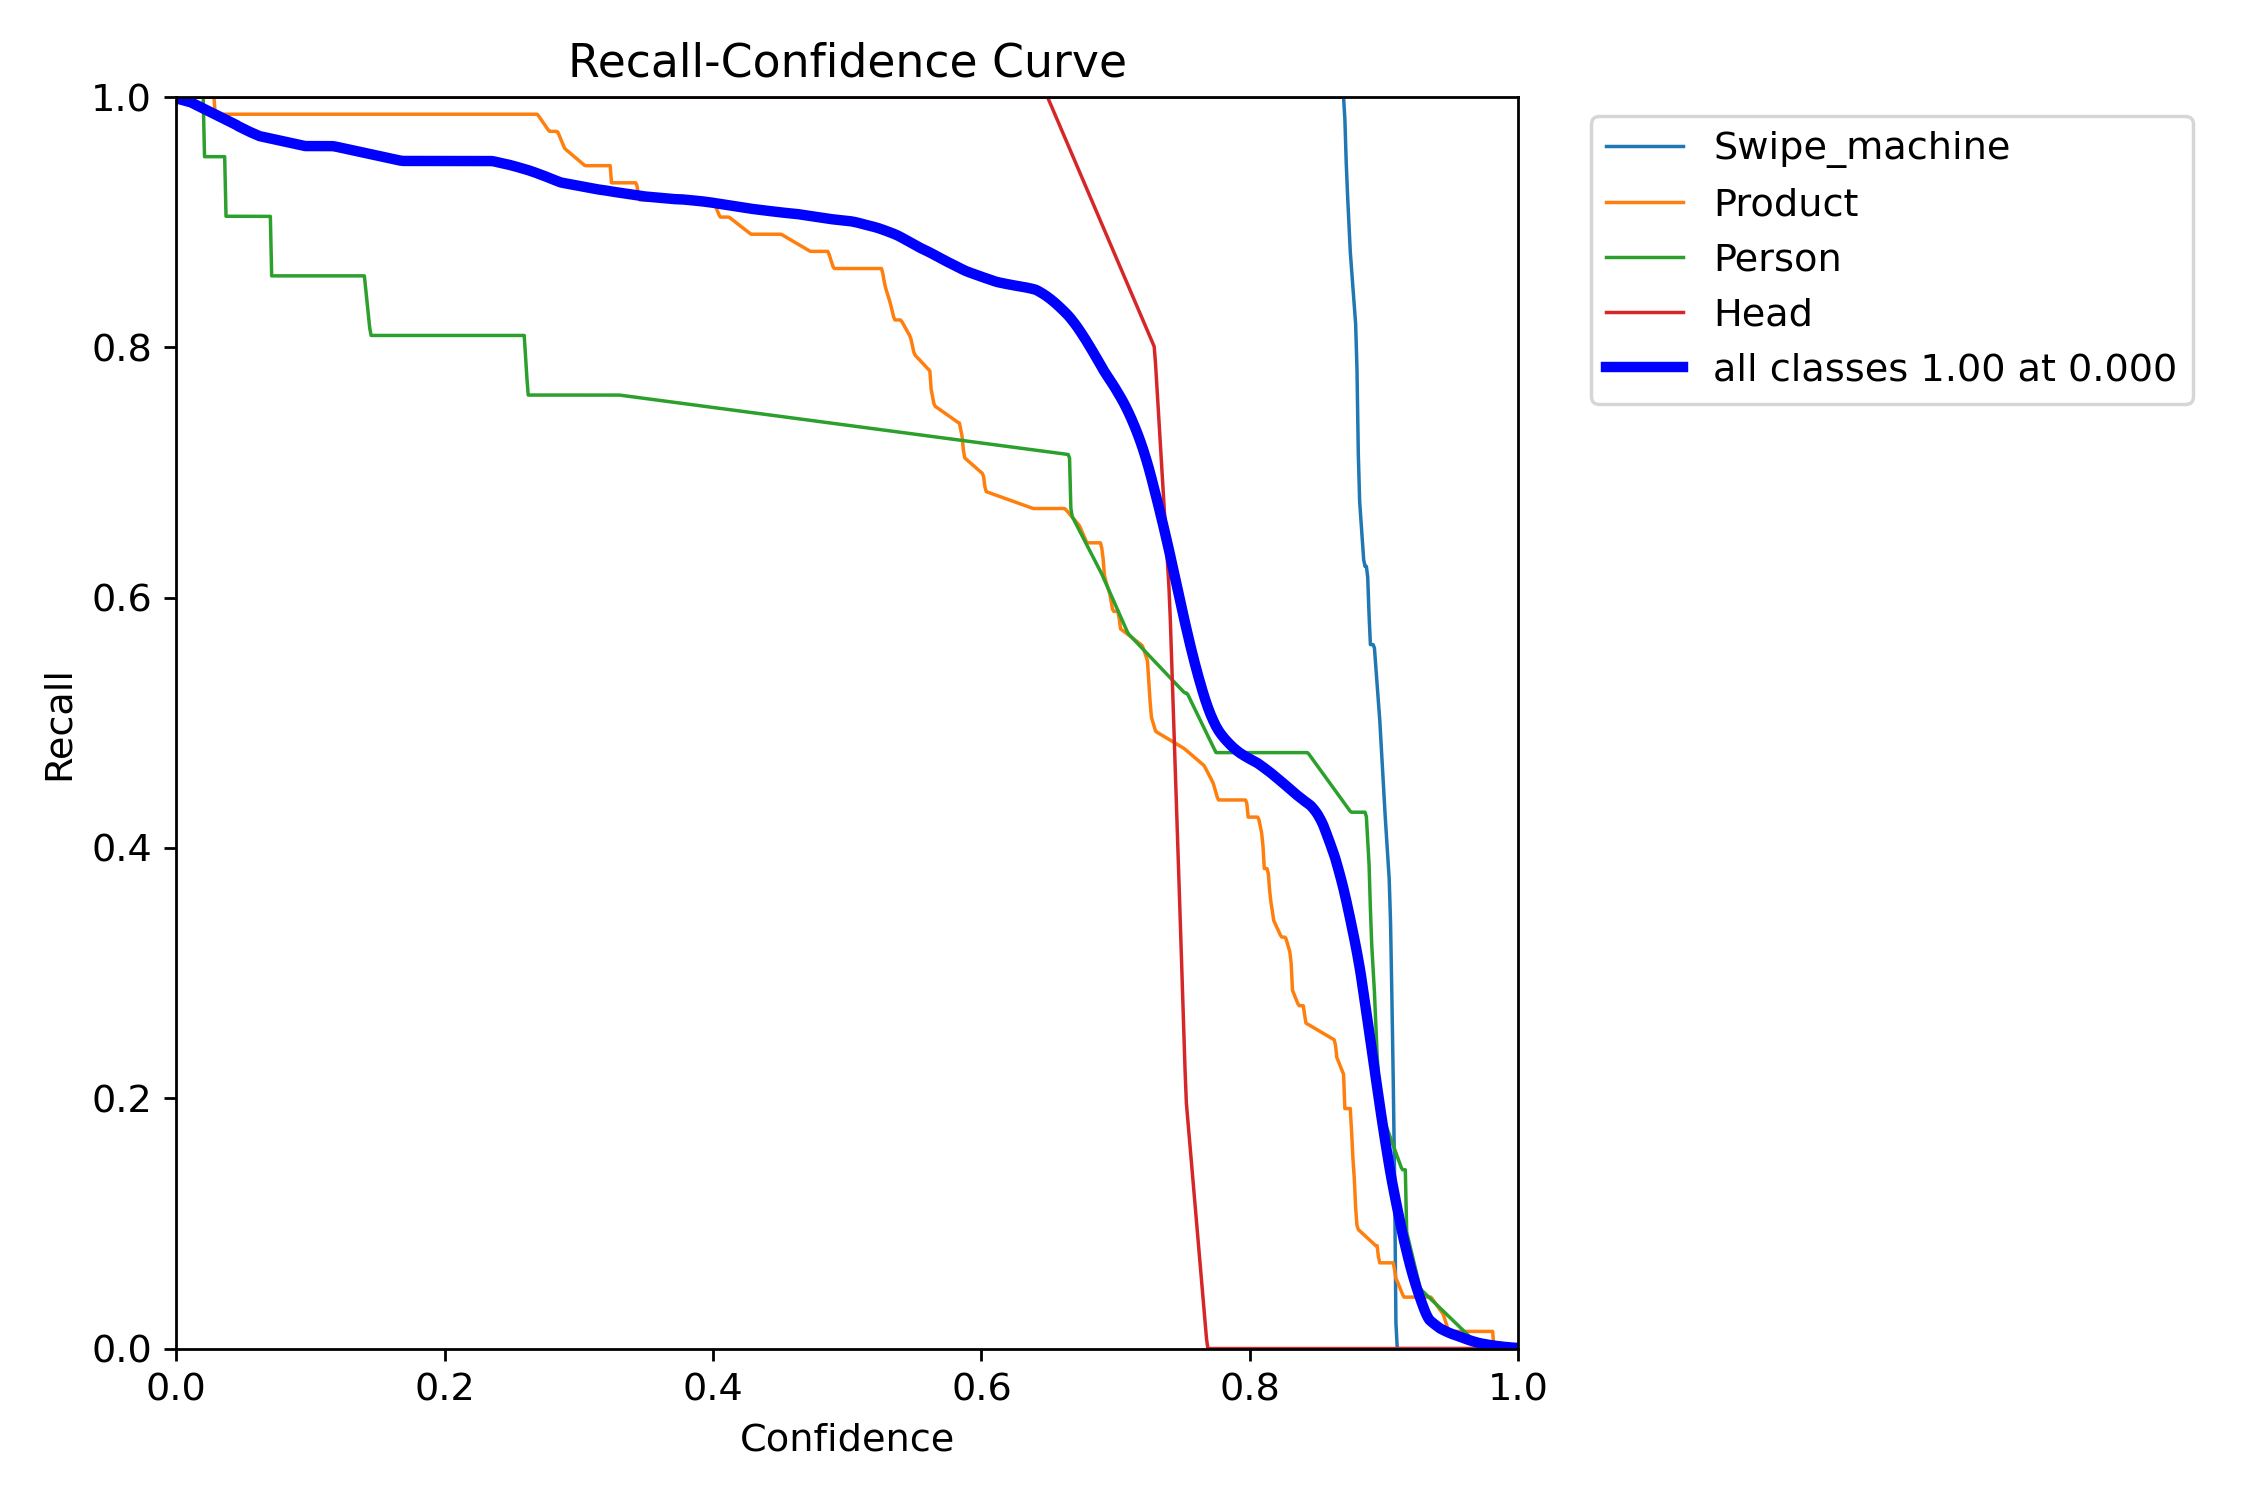 Recall-Confidence Curve
1.0
0.8
0.6
0.4
0.2
0.0
Recall
0.0 0.2 0.4 0.6 0.8 1.0
Confidence
Swipe_machine
Product
Person
Head
all classes 1.00 at 0.000